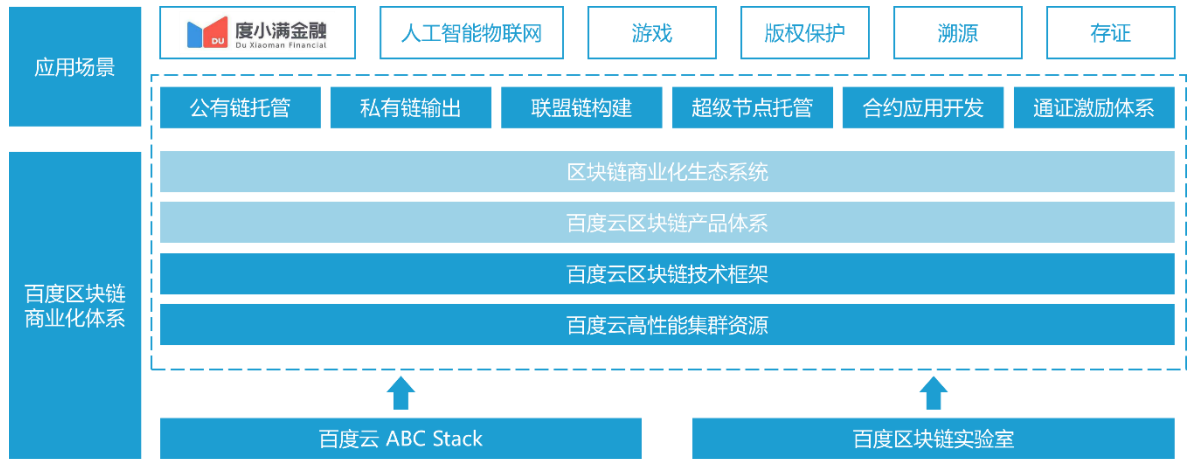 应用场景
度小满金融
DU
Du Xiaoman Financial
人工智能物联网
游戏
版权保护
溯源
存证
公有链托管
私有链输出
联盟链构建
超级节点托管
合约应用开发
通证激励体系
百度区块链
商业化体系
区块链商业化生态系统
百度云区块链产品体系
百度云区块链技术框架
百度云高性能集群资源
百度云 ABC Stack
百度区块链实验室